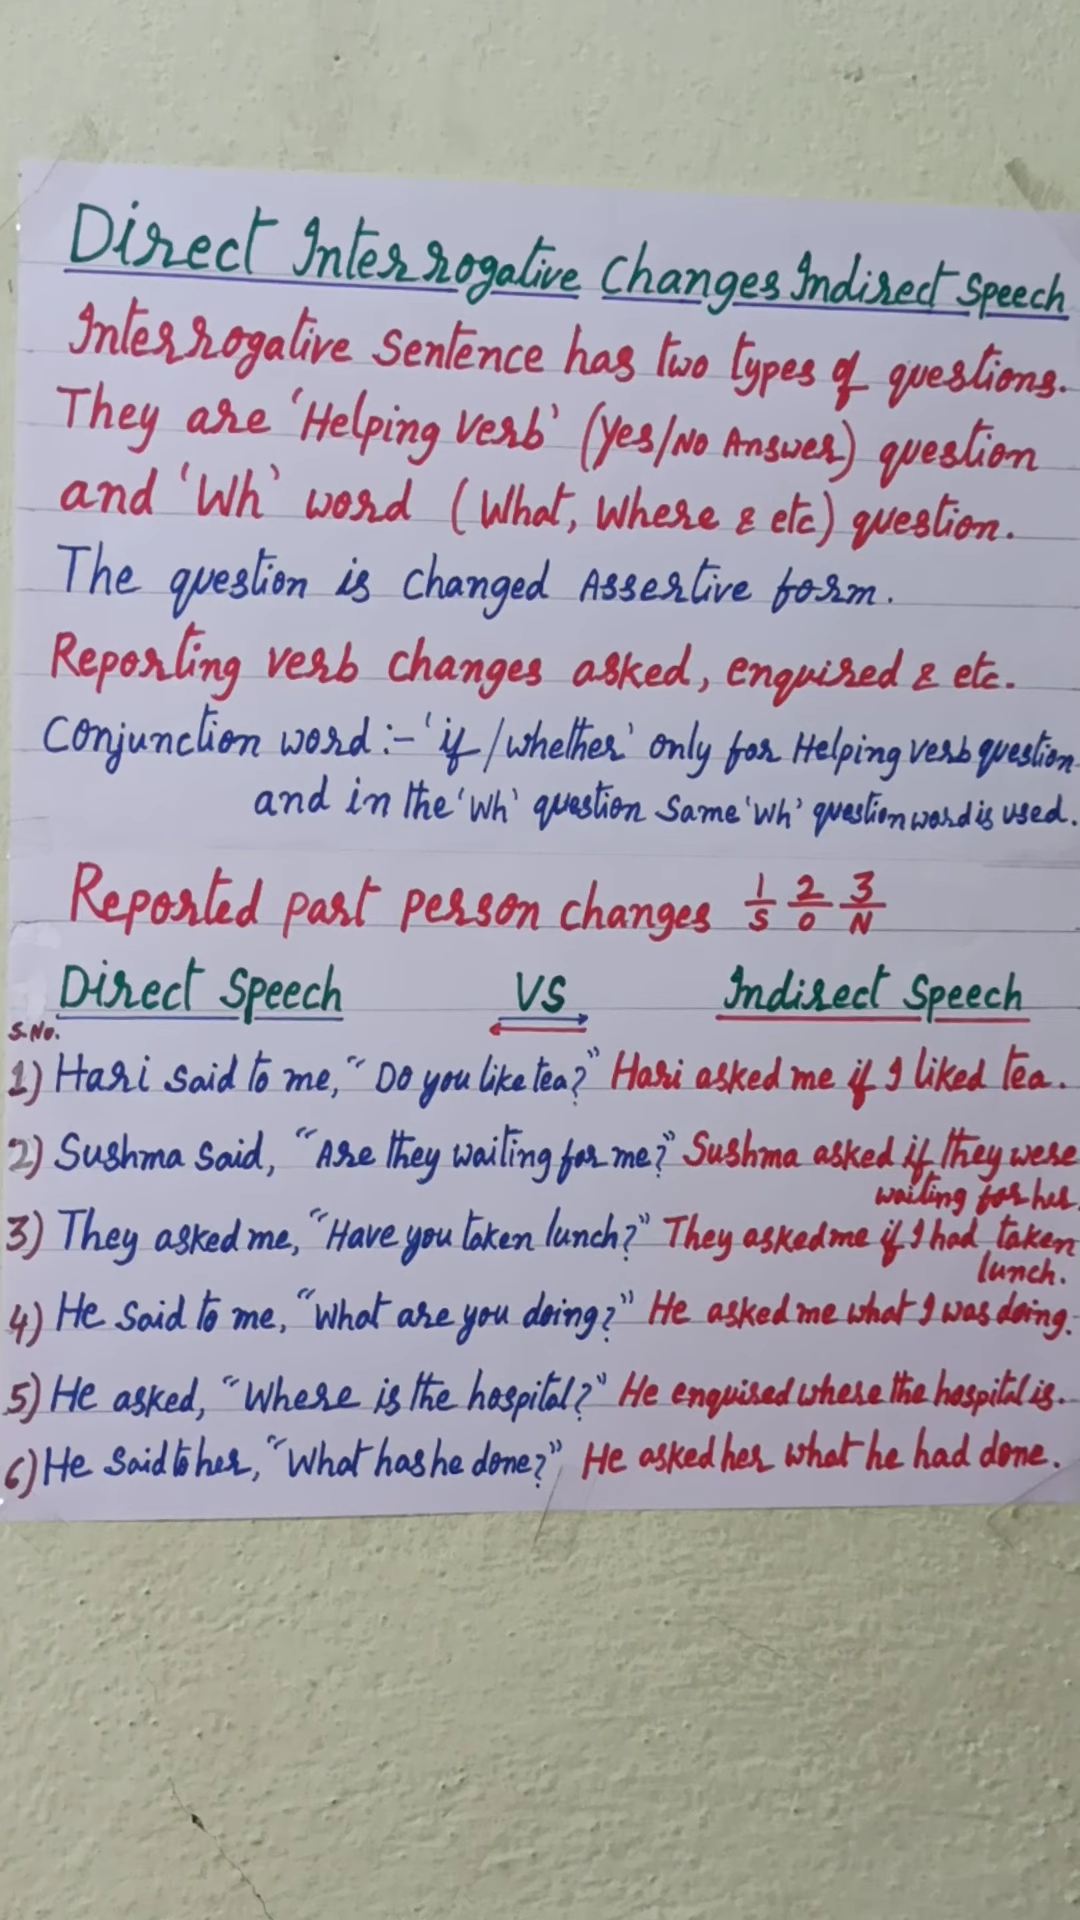 Direct Interrogative Changes Indirect Speech
Interrogative Sentence has two types of questions.
They are 'Helping verb' (Yes/No Answer) question
and 'Wh' word (What, Where & etc) question.
The question is changed Assertive form.
Reporting verb changes asked, enquired & etc.
Conjunction word :- 'if/whether' only for Helping verb question
and in the 'Wh' question Same 'Wh' question word is used.
Reported part person changes 1/S 2/O 3/N
Direct Speech VS Indirect Speech
S.No.
1) Hari Said to me, "Do you like tea?" Hari asked me if I liked tea.
2) Sushma Said, "Are they waiting for me?" Sushma asked if they were
waiting for her.
3) They asked me, "Have you taken lunch?" They asked me if I had taken
lunch.
4) He Said to me, "What are you doing?" He asked me what I was doing.
5) He asked, "Where is the hospital?" He enquired where the hospital is.
6) He Said to her, "What has he done?" He asked her what he had done.